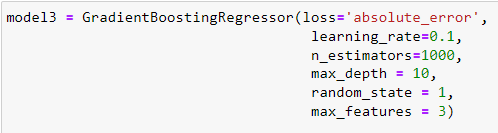 model3 = GradientBoostingRegressor(loss='absolute_error',
learning_rate=0.1,
n_estimators=1000,
max_depth = 10,
random_state = 1,
max_features = 3)